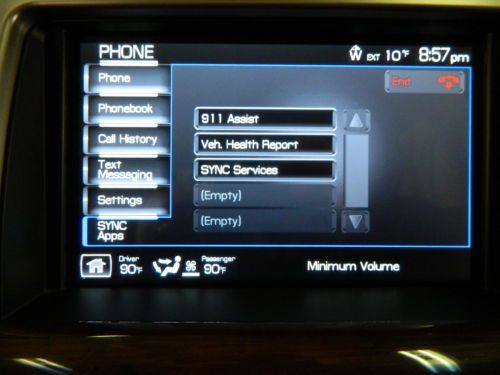 PHONE
W EXT 10°F 8:57pm
Phone
End
Phonebook
911 Assist
Call History
Veh. Health Report
Text
Messaging
SYNC Services
Settings
(Empty)
SYNC
Apps
(Empty)
Driver
90°F
Passenger
90°F
Minimum Volume